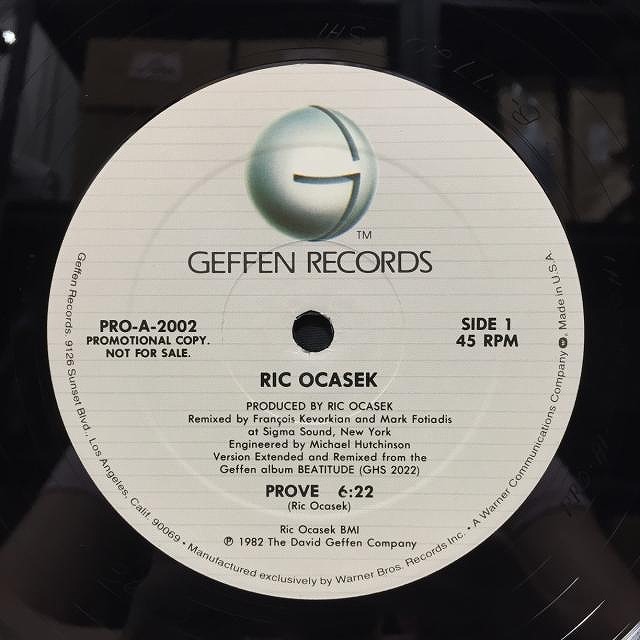 TM
GEFFEN RECORDS
PRO-A-2002
PROMOTIONAL COPY.
NOT FOR SALE.
SIDE 1
45 RPM
RIC OCASEK
PRODUCED BY RIC OCASEK
Remixed by François Kevorkian and Mark Fotiadis
at Sigma Sound, New York
Engineered by Michael Hutchinson
Version Extended and Remixed from the
Geffen album BEATITUDE (GHS 2022)
PROVE 6:22
(Ric Ocasek)
Ric Ocasek BMI
℗ 1982 The David Geffen Company
Geffen Records. 9126 Sunset Blvd., Los Angeles, Calif. 90069 • Manufactured exclusively by Warner Bros. Records Inc. • A Warner Communications Company, Made in U.S.A.